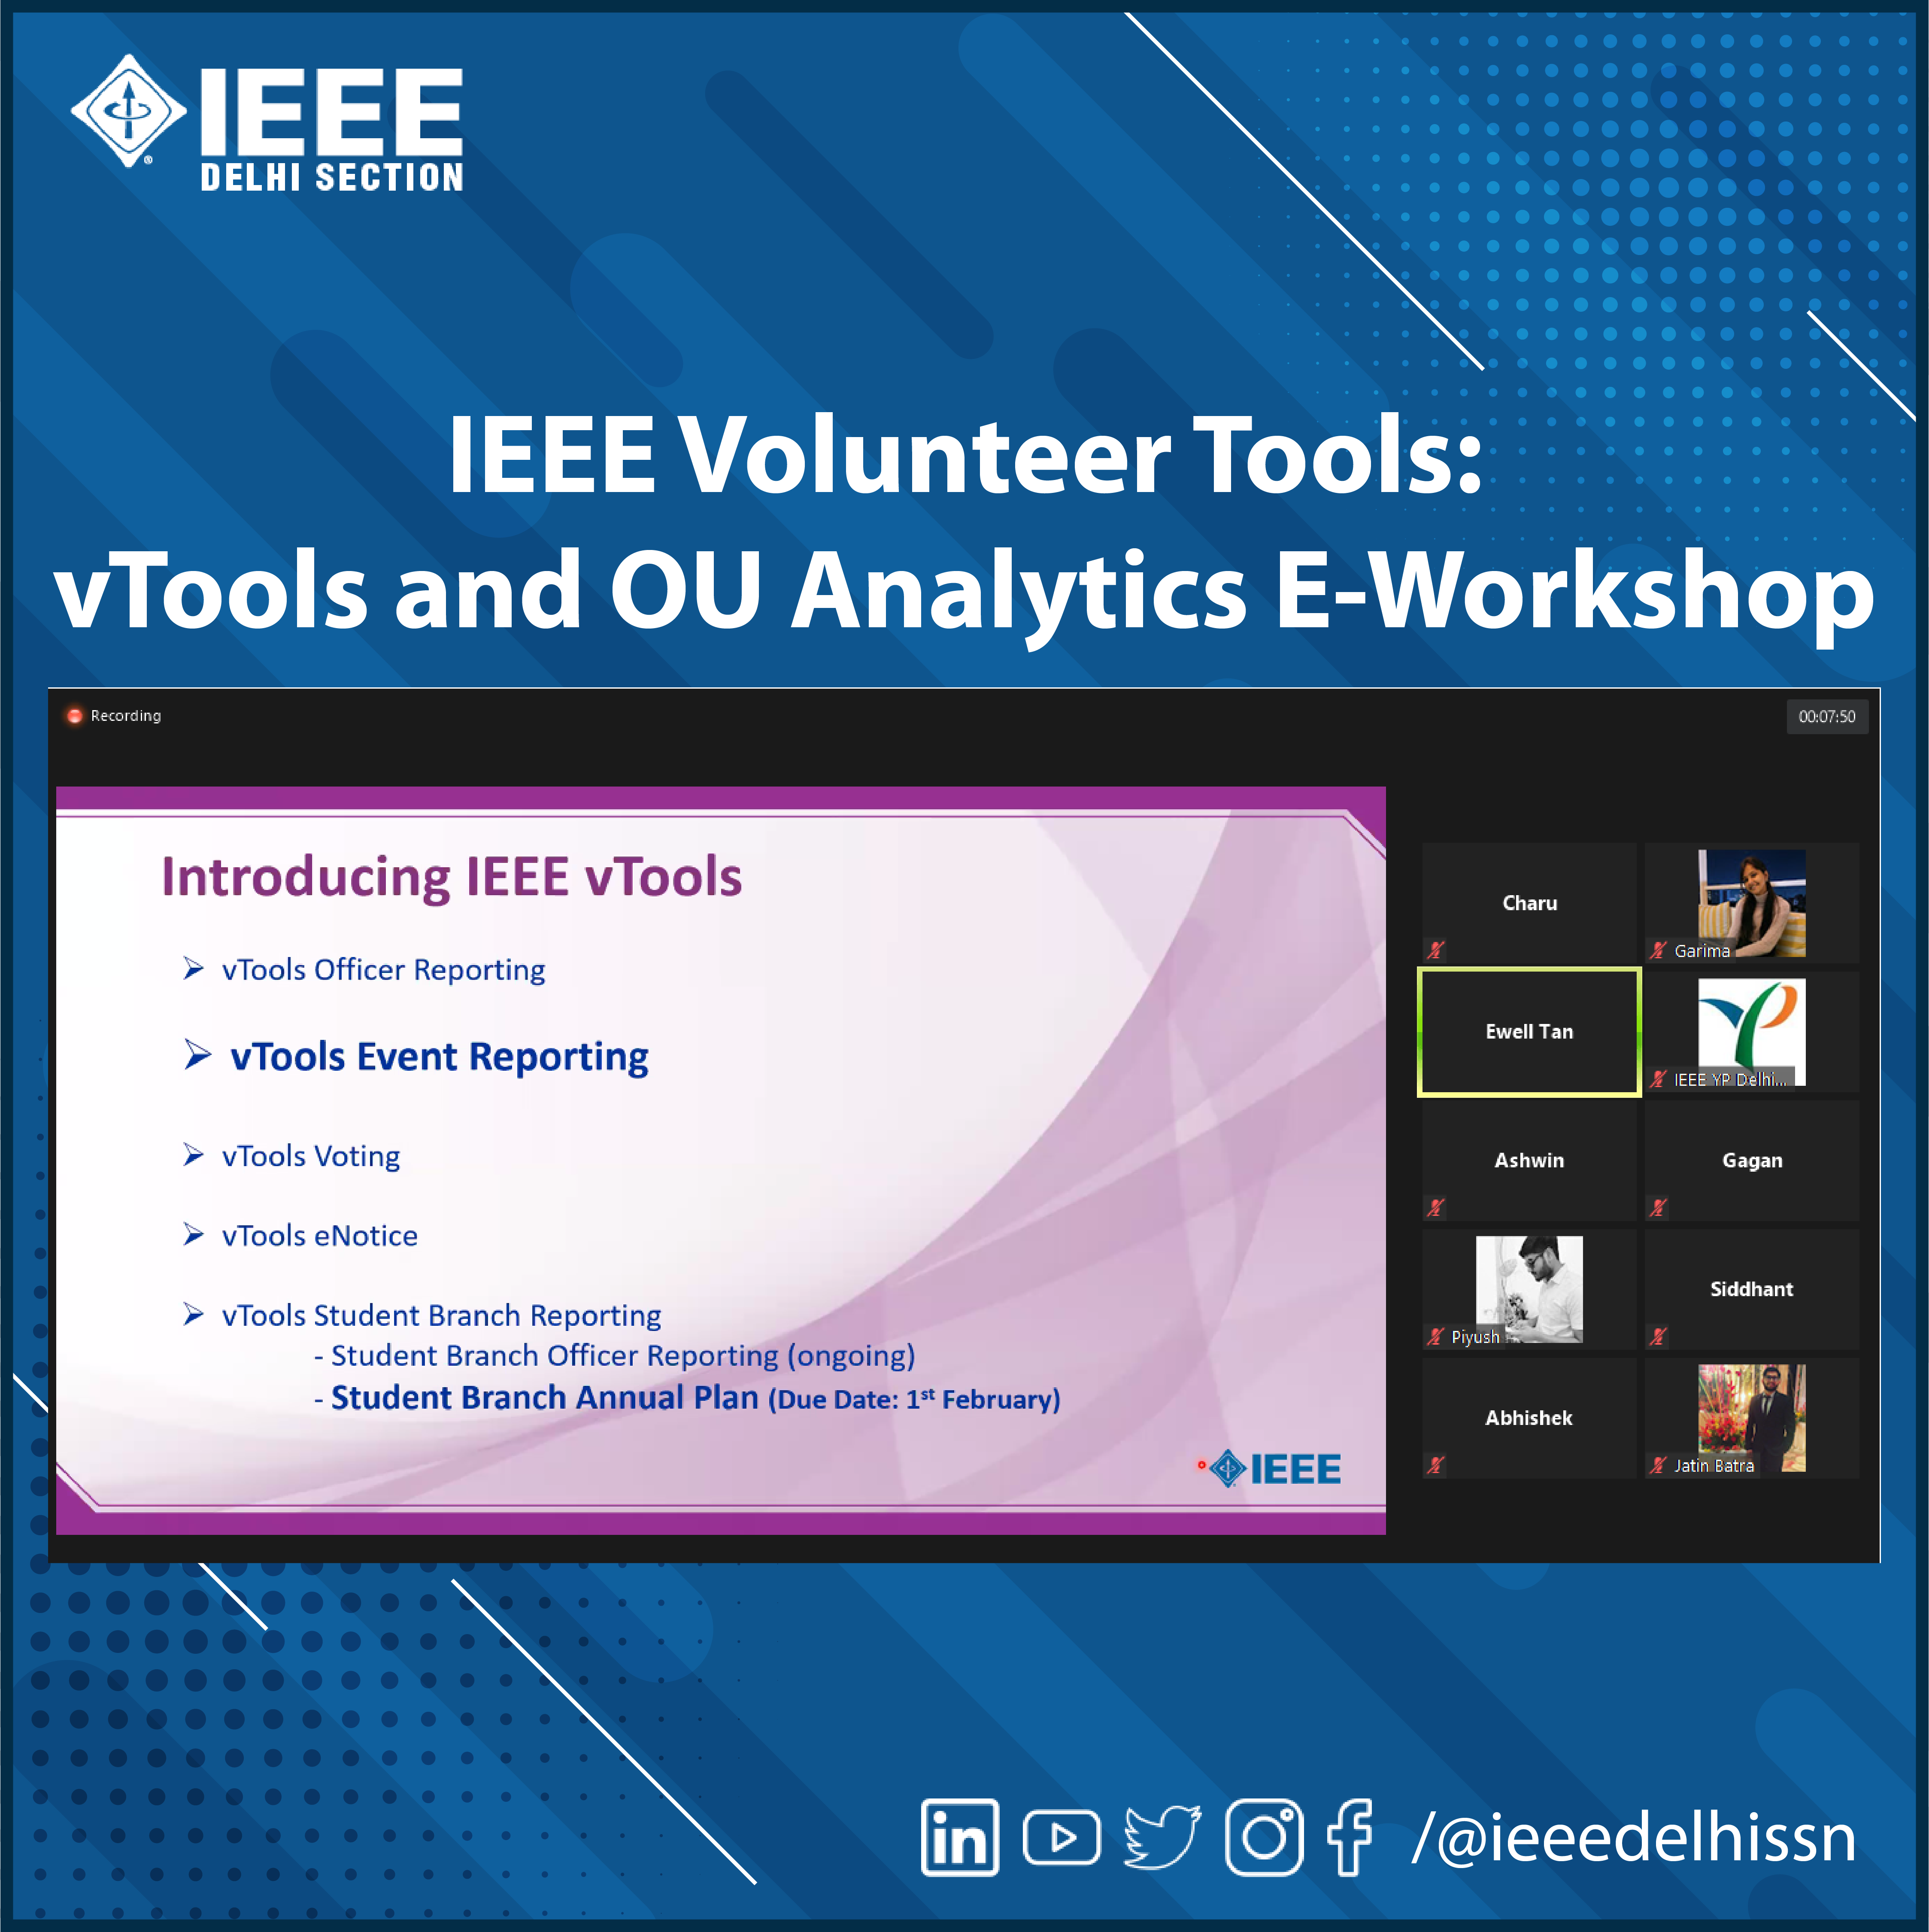 IEEE
DELHI SECTION
IEEE Volunteer Tools:
vTools and OU Analytics E-Workshop
Recording
00:07:50
Introducing IEEE vTools
vTools Officer Reporting
vTools Event Reporting
vTools Voting
vTools eNotice
vTools Student Branch Reporting
- Student Branch Officer Reporting (ongoing)
- Student Branch Annual Plan (Due Date: 1st February)
IEEE
Charu
Garima
Ewell Tan
IEEE YP Delhi...
Ashwin
Gagan
Piyush
Siddhant
Abhishek
Jatin Batra
in
/@ieeedelhissn